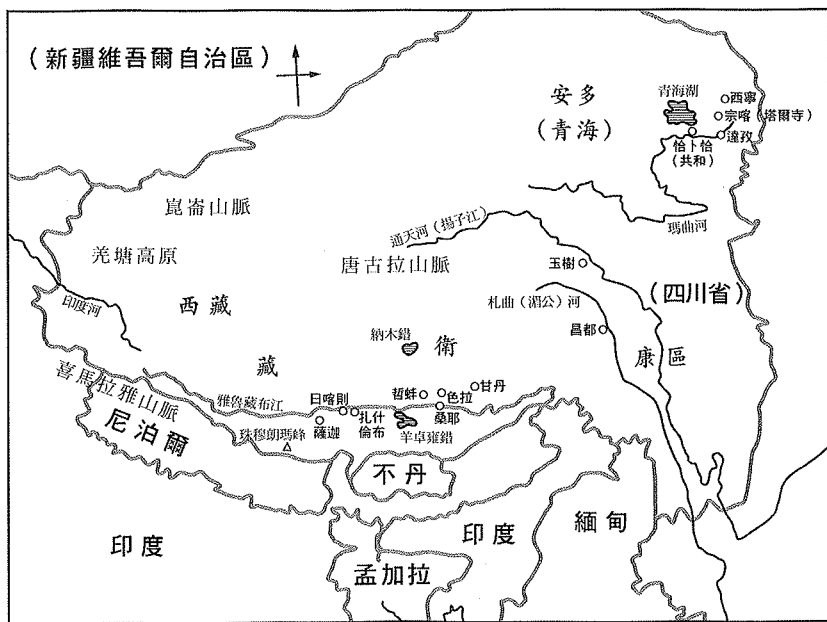 (新疆維吾爾自治區)
安多
(青海)
青海湖
西寧
宗喀(塔爾寺)
恰卜恰
(共和)
達孜
瑪曲河
崑崙山脈
羌塘高原
通天河(揚子江)
唐古拉山脈
玉樹
(四川省)
印度河
西藏
納木錯
札曲(湄公)河
昌都
衛
康區
藏
喜馬拉雅山脈
雅魯藏布江
日喀則
哲蚌
色拉
甘丹
桑耶
扎什
倫布
薩迦
羊卓雍錯
珠穆朗瑪峰
尼泊爾
不丹
印度
孟加拉
印度
緬甸